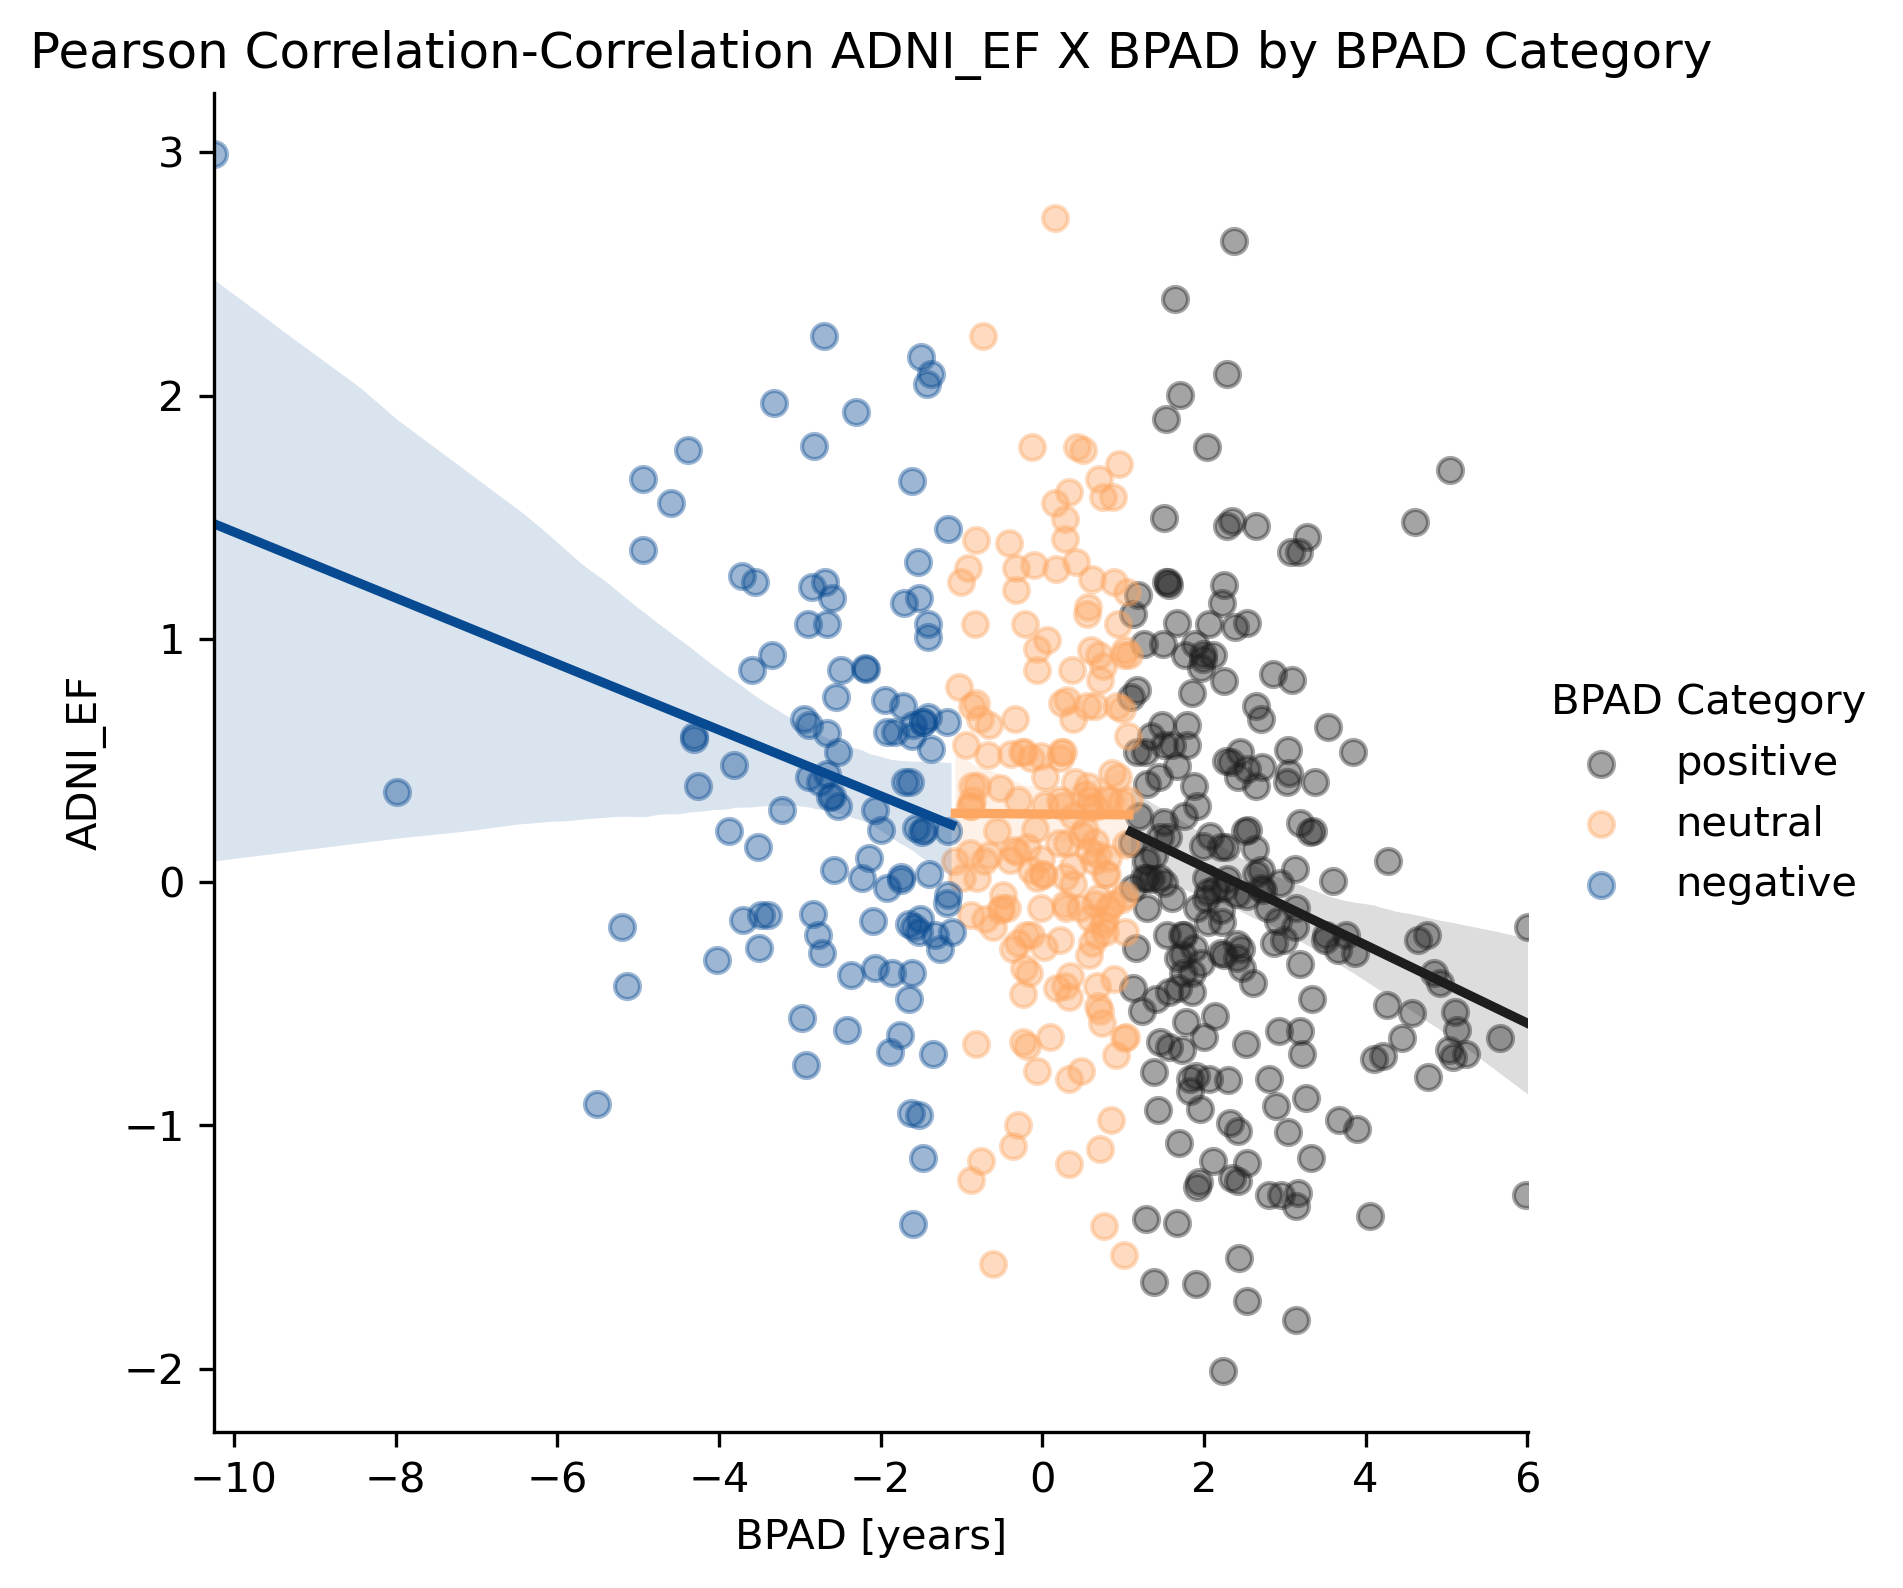 Pearson Correlation-Correlation ADNI_EF X BPAD by BPAD Category
3
2
1
0
−1
−2
ADNI_EF
−10
−8
−6
−4
−2
0
2
4
6
BPAD [years]
BPAD Category
positive
neutral
negative